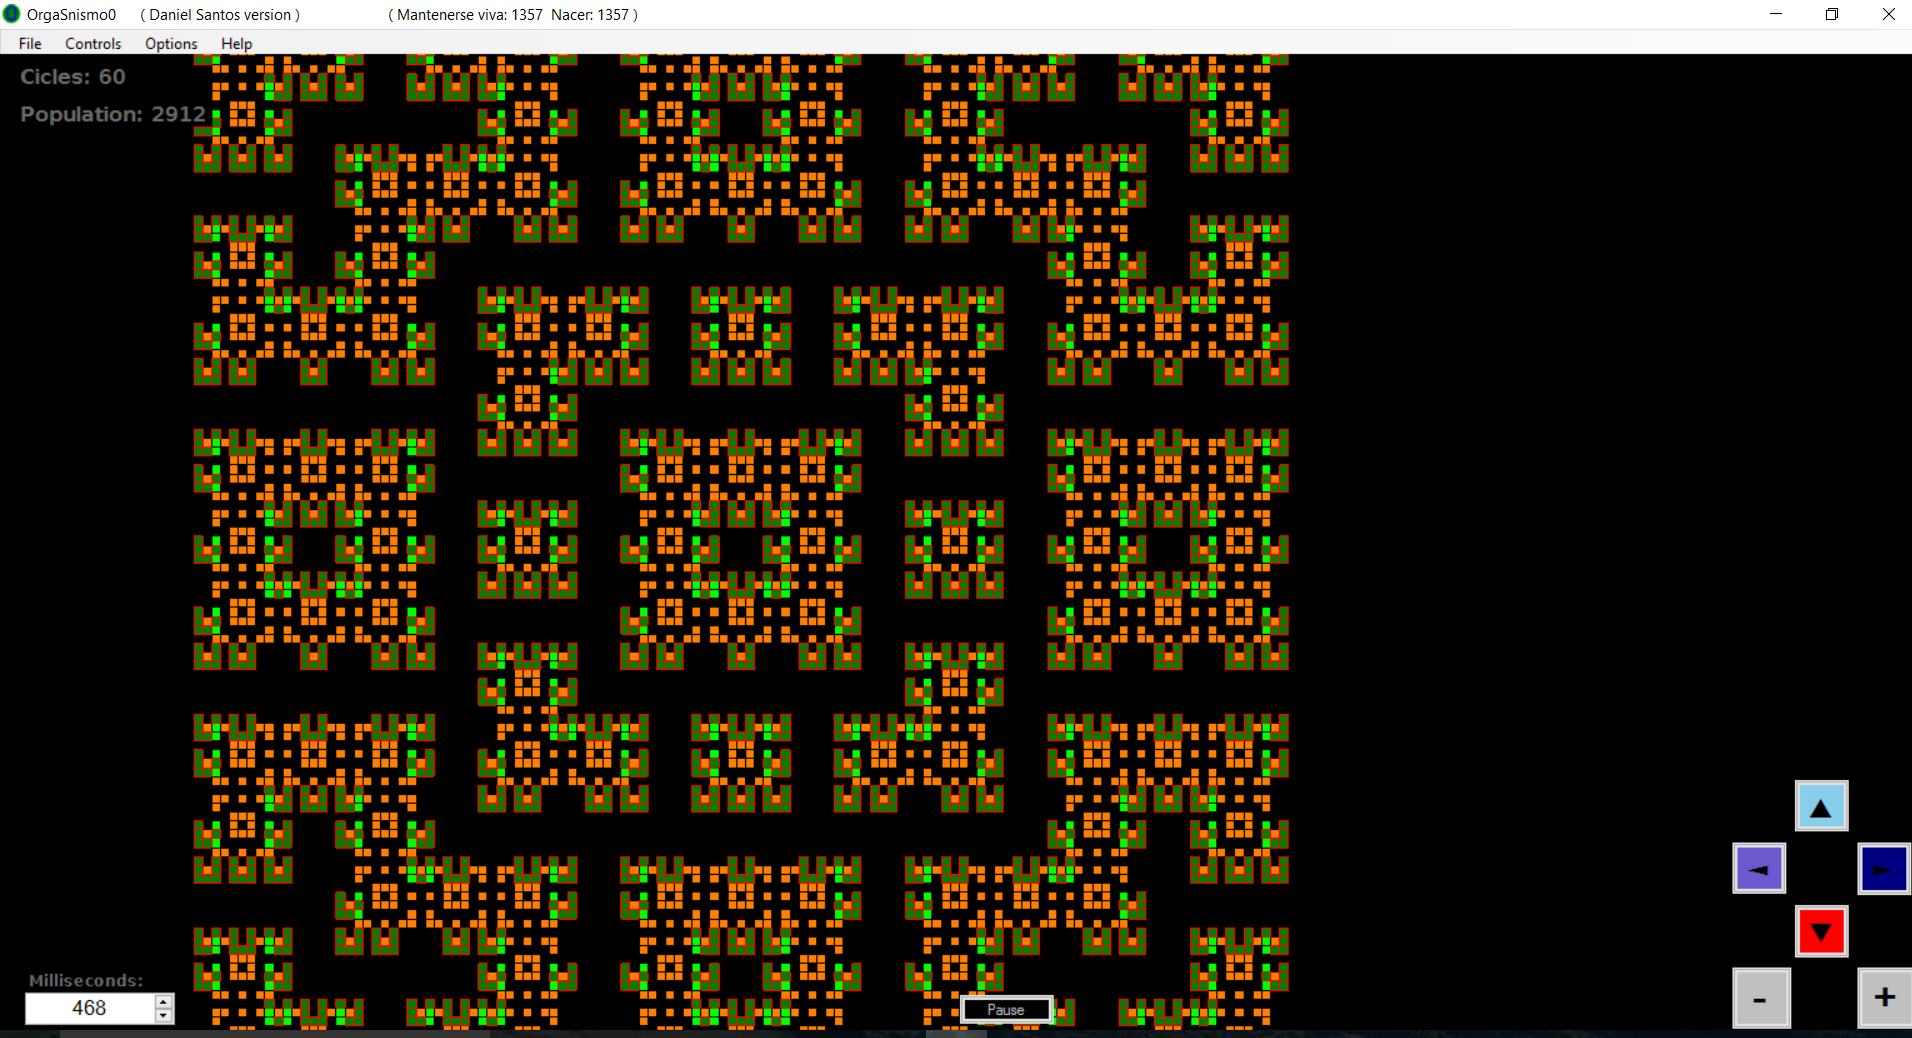 OrgaSnismo0 ( Daniel Santos version ) ( Mantenerse viva: 1357 Nacer: 1357 )
File Controls Options Help
Cicles: 60
Population: 2912
Milliseconds:
468
Pause
- +